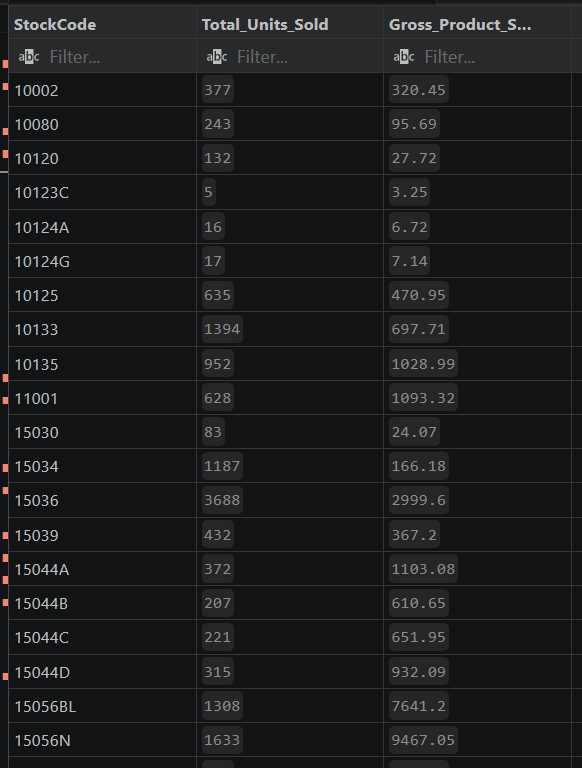 StockCode Total_Units_Sold Gross_Product_S...
abc Filter... abc Filter... abc Filter...
10002 377 320.45
10080 243 95.69
10120 132 27.72
10123C 5 3.25
10124A 16 6.72
10124G 17 7.14
10125 635 470.95
10133 1394 697.71
10135 952 1028.99
11001 628 1093.32
15030 83 24.07
15034 1187 166.18
15036 3688 2999.6
15039 432 367.2
15044A 372 1103.08
15044B 207 610.65
15044C 221 651.95
15044D 315 932.09
15056BL 1308 7641.2
15056N 1633 9467.05